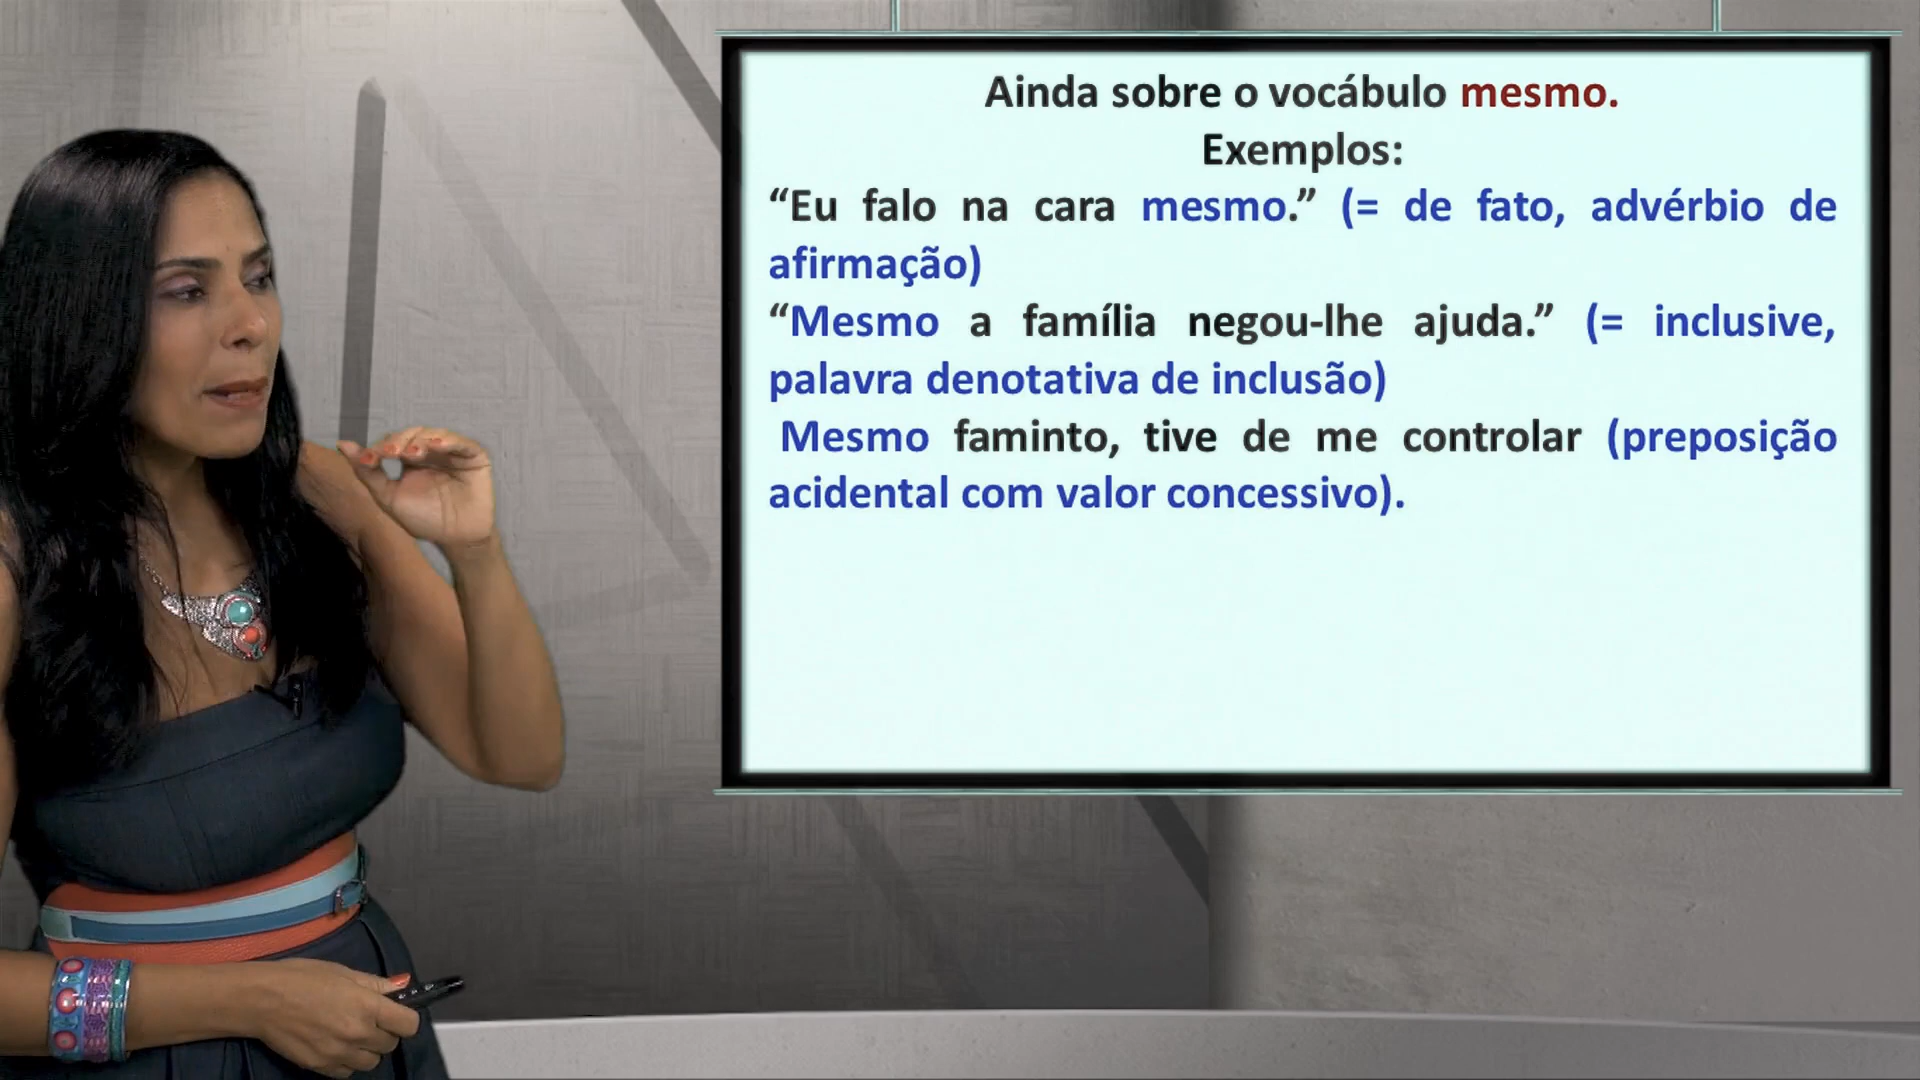 Ainda sobre o vocábulo mesmo.
Exemplos:
“Eu falo na cara mesmo.” (= de fato, advérbio de
afirmação)
“Mesmo a família negou-lhe ajuda.” (= inclusive,
palavra denotativa de inclusão)
Mesmo faminto, tive de me controlar (preposição
acidental com valor concessivo).